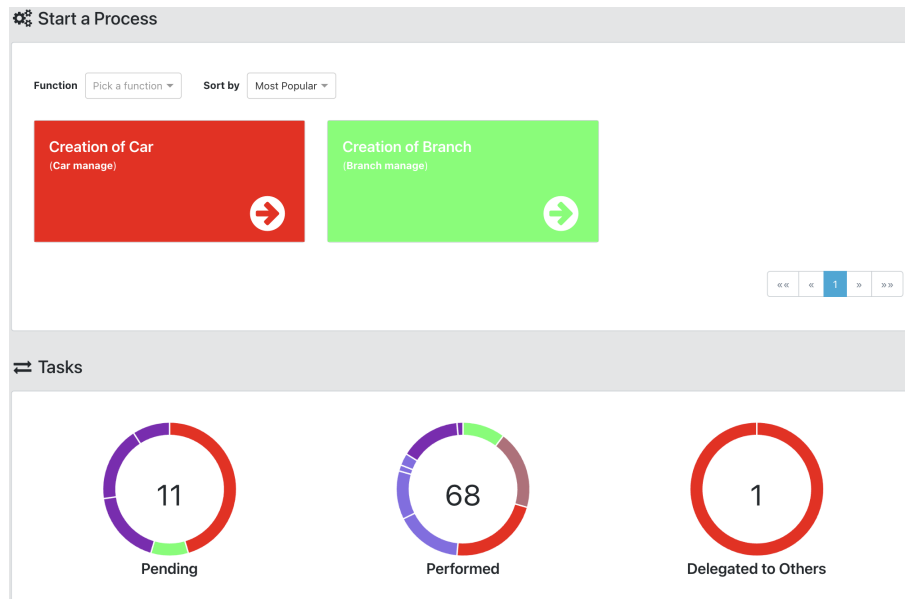 Start a Process
Function Pick a function Sort by Most Popular
Creation of Car
(Car manage)
Creation of Branch
(Branch manage)
«« « 1 » »»
Tasks
11
Pending
68
Performed
1
Delegated to Others